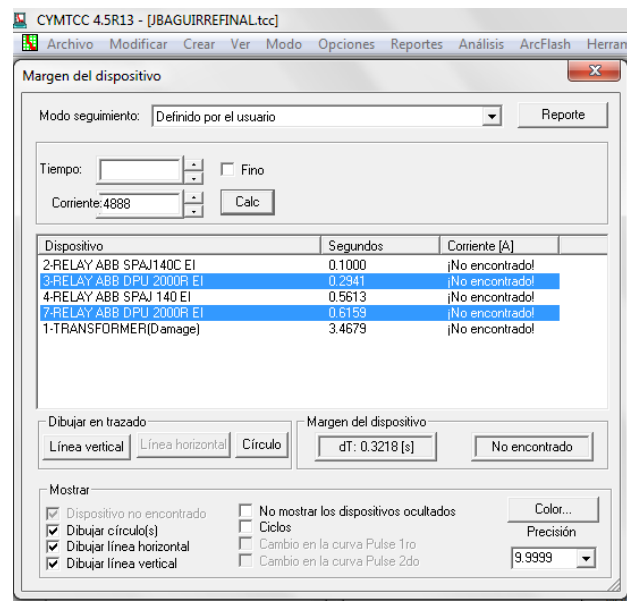 CYMTCC 4.5R13 - [JBAGUIRREFINAL.tcc]
Archivo Modificar Crear Ver Modo Opciones Reportes Análisis ArcFlash Herran
Margen del dispositivo
Modo seguimiento: Definido por el usuario Reporte
Tiempo: Fino
Corriente: 4888 Calc
Dispositivo Segundos Corriente [A]
2-RELAY ABB SPAJ140C EI 0.1000 ¡No encontrado!
3-RELAY ABB DPU 2000R EI 0.2941 ¡No encontrado!
4-RELAY ABB SPAJ 140 EI 0.5613 ¡No encontrado!
7-RELAY ABB DPU 2000R EI 0.6159 ¡No encontrado!
1-TRANSFORMER(Damage) 3.4679 ¡No encontrado!
Dibujar en trazado Margen del dispositivo
Línea vertical Línea horizontal Círculo dT: 0.3218 [s] No encontrado
Mostrar
Dispositivo no encontrado No mostrar los dispositivos ocultados Color...
Dibujar círculo(s) Ciclos Precisión
Dibujar línea horizontal Cambio en la curva Pulse 1ro
Dibujar línea vertical Cambio en la curva Pulse 2do 9.9999